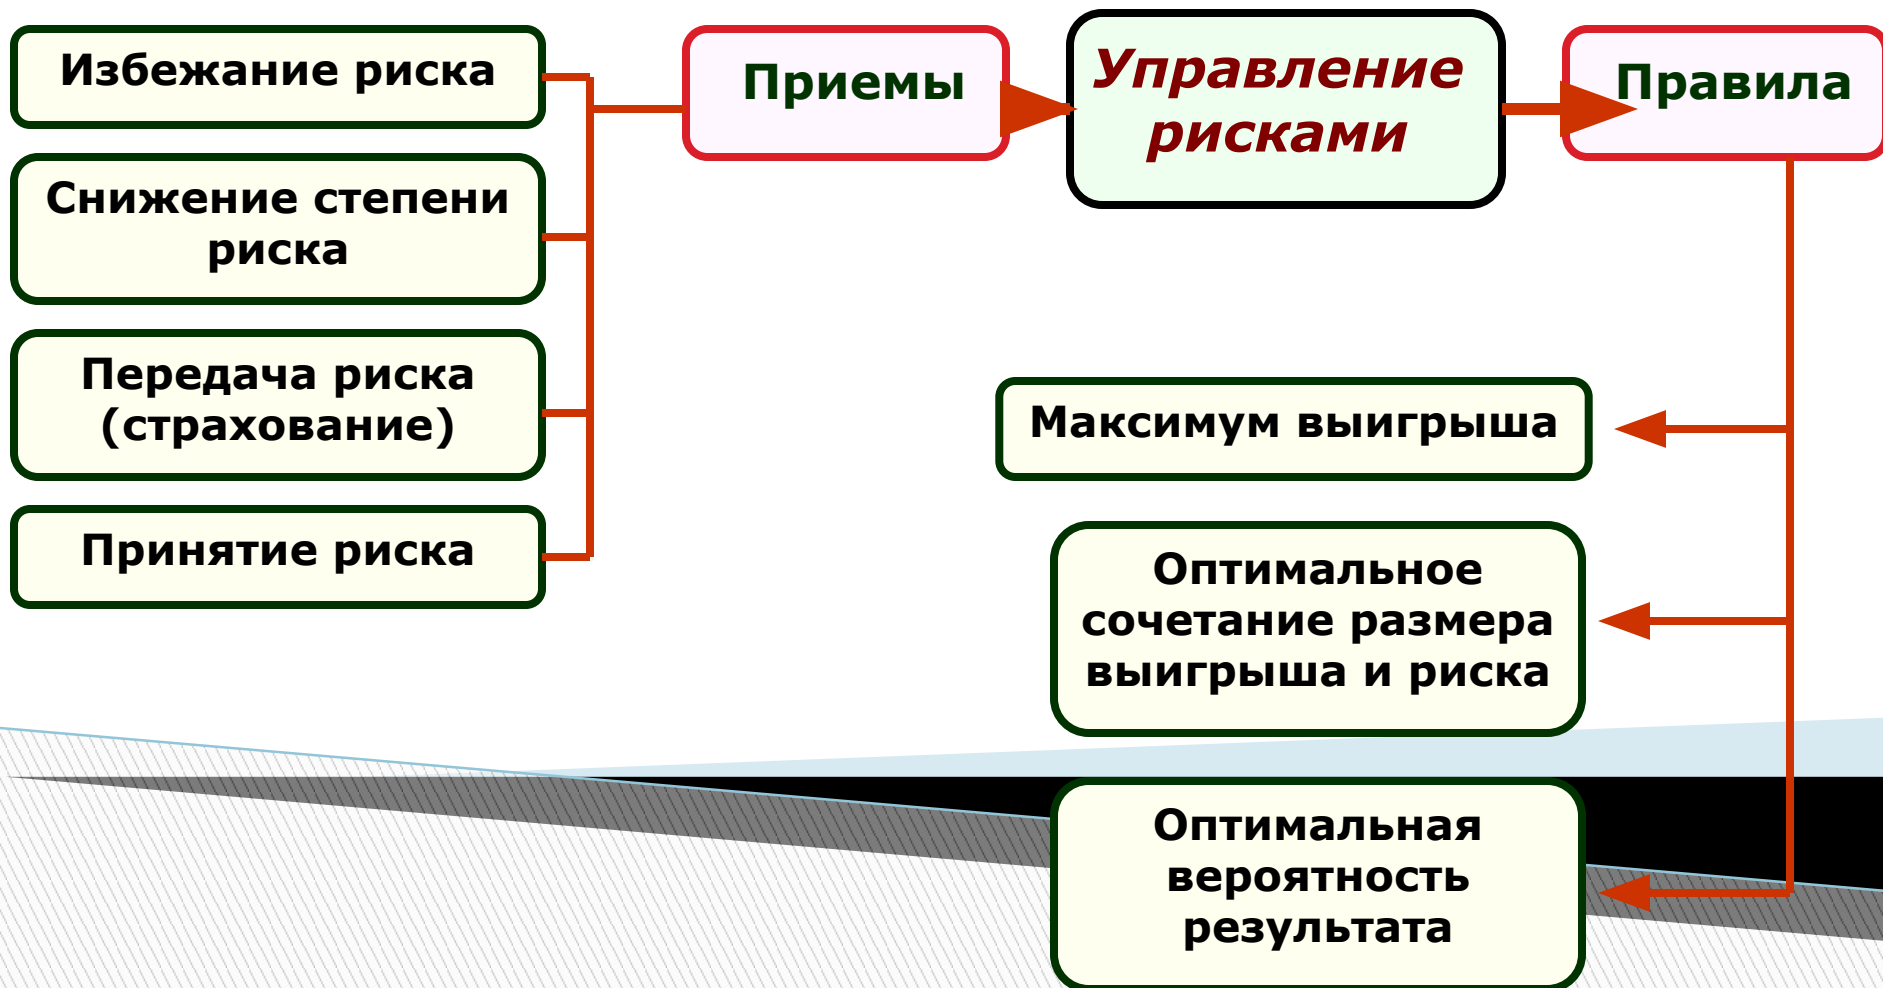 Избежание риска
Снижение степени
риска
Передача риска
(страхование)
Принятие риска
Приемы
Управление
рисками
Правила
Максимум выигрыша
Оптимальное
сочетание размера
выигрыша и риска
Оптимальная
вероятность
результата